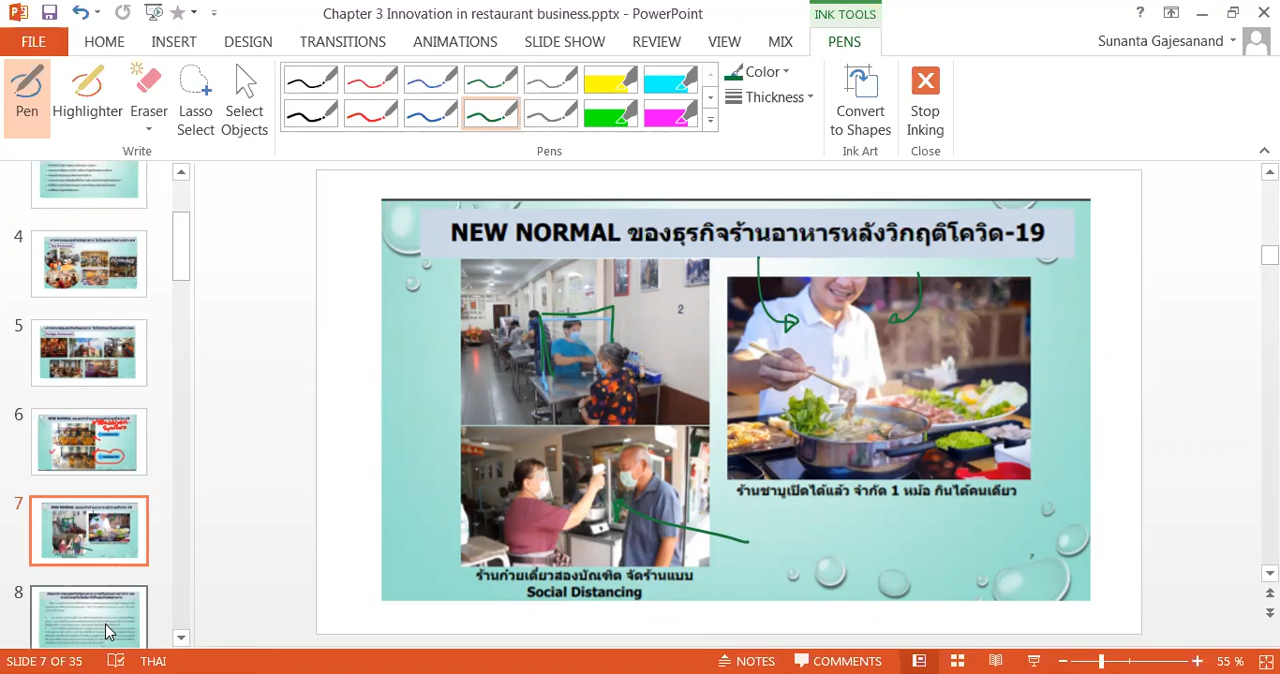 Chapter 3 Innovation in restaurant business.pptx - PowerPoint
INK TOOLS
FILE
HOME
INSERT
DESIGN
TRANSITIONS
ANIMATIONS
SLIDE SHOW
REVIEW
VIEW
MIX
PENS
Sunanta Gajesanand
Pen
Highlighter
Eraser
Lasso
Select
Select
Objects
Write
Pens
Color
Thickness
Convert
to Shapes
Ink Art
Stop
Inking
Close
4
5
6
7
8
NEW NORMAL ของธุรกิจร้านอาหารหลังวิกฤติโควิด-19
2
ร้านชาบูเปิดได้แล้ว จำกัด 1 หม้อ กินได้คนเดียว
ร้านก๋วยเตี๋ยวสองบัณฑิต จัดร้านแบบ
Social Distancing
7
SLIDE 7 OF 35
THAI
NOTES
COMMENTS
55 %